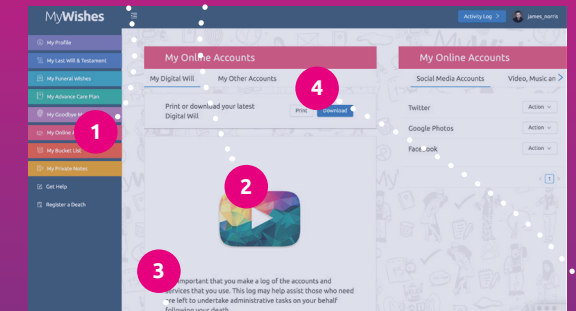 MyWishes
Activity Log
james_norris
My Profile
My Last Will & Testament
My Funeral Wishes
My Advance Care Plan
My Goodbye
My Online
My Bucket List
My Private Notes
Get Help
Register a Death
1
My Online Accounts
My Digital Will
My Other Accounts
4
Print or download your latest
Digital Will
Print
Download
2
3
important that you make a log of the accounts and
services that you use. This log may help assist those who need
are left to undertake administrative tasks on your behalf
following your death.
My Online Accounts
Social Media Accounts
Video, Music an
Twitter
Action
Google Photos
Action
Facebook
Action
1